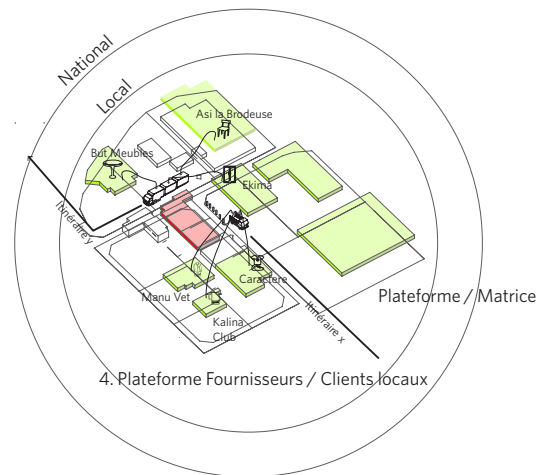 National
Local
Asi la Brodeuse
But Meubles
Ekima
Itinéraire y
Caractère
Manu Vet
Kalina
Club
Itinéraire x
Plateforme / Matrice
4. Plateforme Fournisseurs / Clients locaux